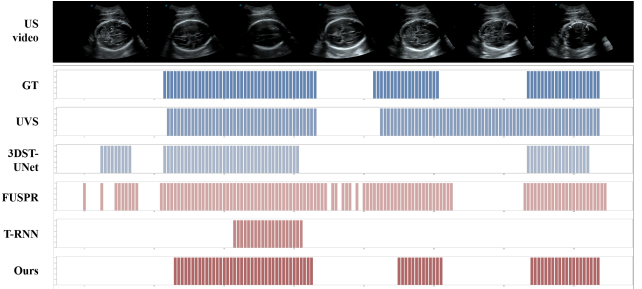 US
video
GT
UVS
3DST-
UNet
FUSPR
T-RNN
Ours